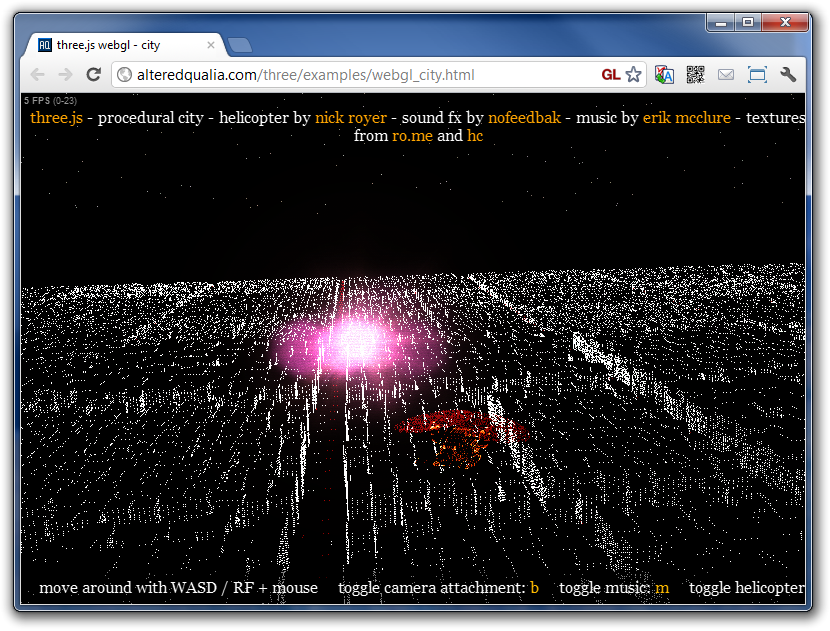 three.js webgl - city
alteredqualia.com/three/examples/webgl_city.html GL
5 FPS (0-23)
three.js - procedural city - helicopter by nick royer - sound fx by nofeedbak - music by erik mcclure - textures
from ro.me and hc
move around with WASD / RF + mouse toggle camera attachment: b toggle music: m toggle helicopter